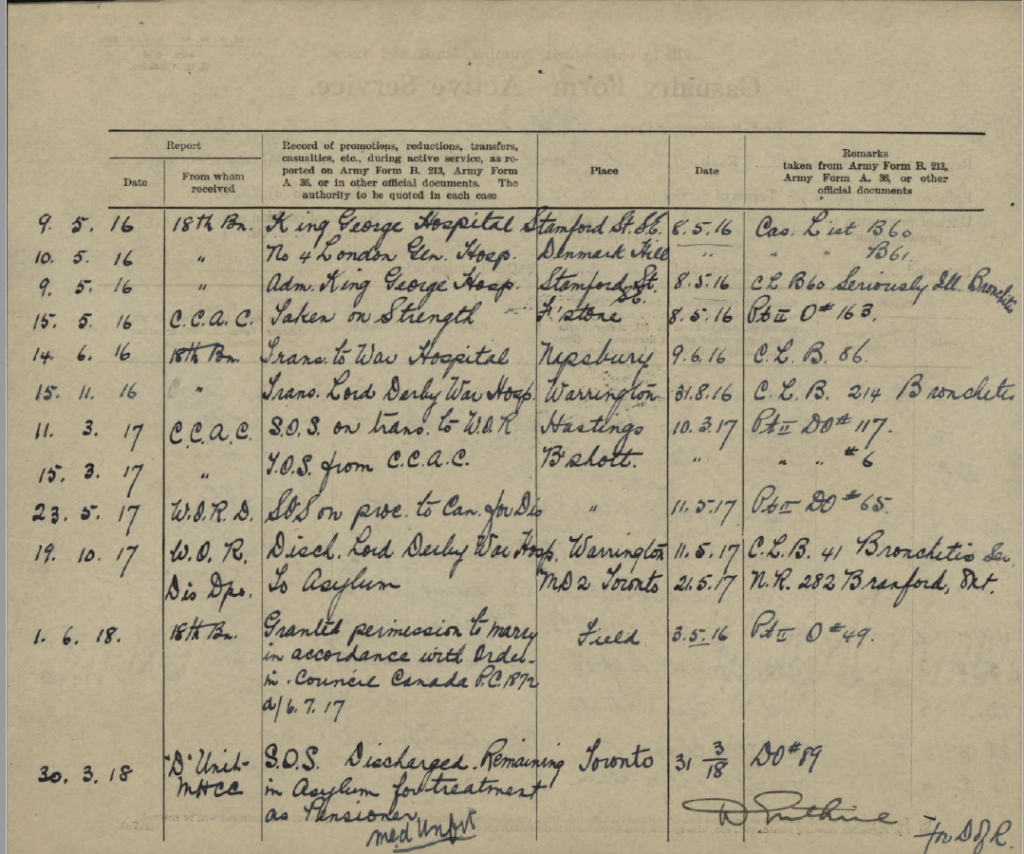 Casualty Form Active Service.
Report
Date
From whom received
Record of promotions, reductions, transfers, casualties, etc., during active service, as reported on Army Form B. 213, Army Form A 36, or in other official documents. The authority to be quoted in each case
Place
Date
Remarks taken from Army Form B. 213, Army Form A. 36, or other official documents
9. 5. 16 18th Bn. King George Hospital Stamford St. SE. 8.5.16 Cas. List B60
10. 5. 16 " No 4 London Gen. Hosp. Denmark Hill " " " " B61.
9. 5. 16 " Adm. King George Hosp. Stamford St. SE. 8.5.16 C.L. B60 Seriously Ill. Bronchitis
15. 5. 16 C.C.A.C. Taken on Strength F'stone 8.5.16 Pt II O # 163.
14. 6. 16 18th Bn. Trans. to War Hospital Napsbury 9.6.16 C.L. B. 86.
15. 11. 16 " Trans. Lord Derby War Hosp. Warrington 31.8.16 C.L.B. 214 Bronchitis
11. 3. 17 C.C.A.C. S.O.S. on trans. to W.O.R Hastings 10.3.17 Pt II DO # 117.
15. 3. 17 " T.O.S. from C.C.A.C. B'shott. " " " # 6
23. 5. 17 W.O.R.D. SOS on proc. to Can. for Dis " 11.5.17 Pt II DO # 65.
19. 10. 17 W.O.R. Disch. Lord Derby War Hosp. Warrington 11.5.17 C.L.B. 41 Bronchitis
Dis Dpo. To Asylum MD2 Toronto 21.5.17 N.R. 282 Branford, Ont.
1. 6. 18. 18th Bn. Granted permission to marry Field 3.5.16 Pt II O # 49.
in accordance with Order-
in-Council Canada P.C. 1872
d/6.7.17
30. 3. 18 "D" Unit S.O.S. Discharged. Remaining Toronto 31 3/18 DO # 89
MHCC in Asylum for treatment
as Pensioner
med Unfit
for D of R.